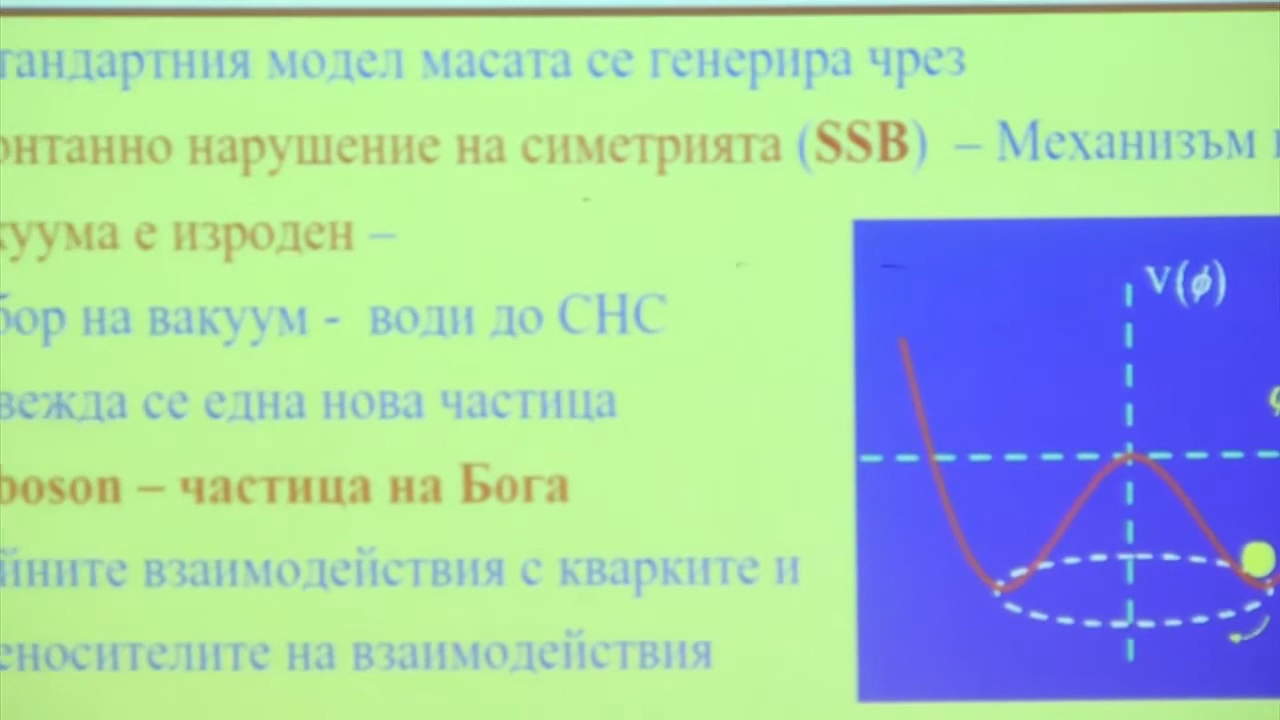 тандартния модел масата се генерира чрез
онтанно нарушение на симетрията (SSB) – Механизъм
куума е изроден –
бор на вакуум - води до СНС
вежда се една нова частица
boson – частица на Бога
йните взаимодействия с кварките и
еносителите на взаимодействия
V(ϕ)